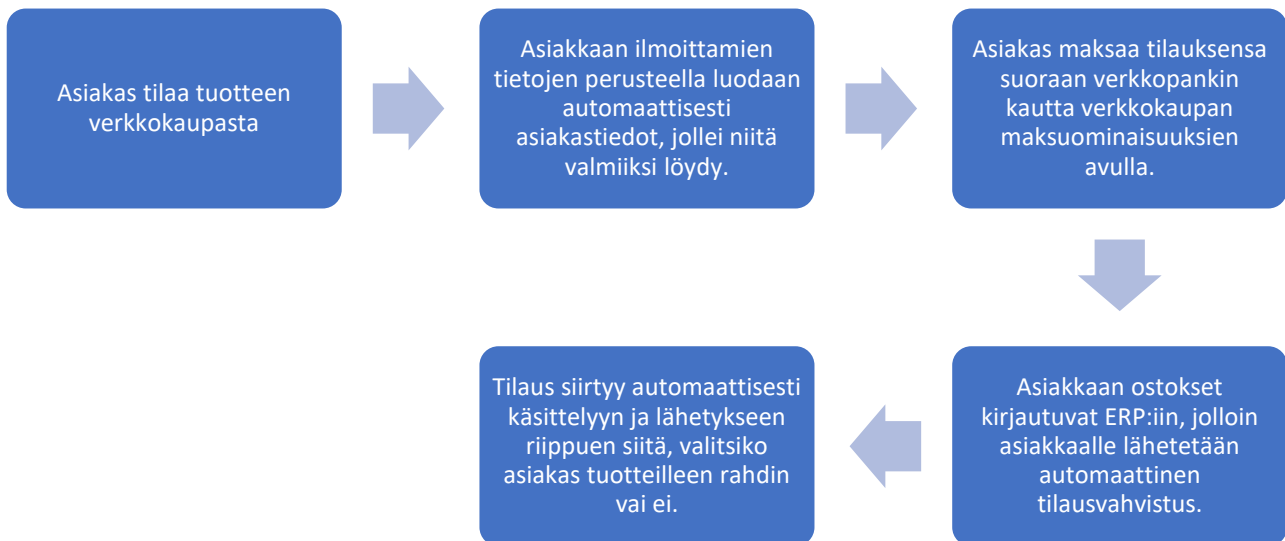 Asiakas tilaa tuotteen
verkkokaupasta
Asiakkaan ilmoittamien
tietojen perusteella luodaan
automaattisesti
asiakastiedot, jollei niitä
valmiiksi löydy.
Asiakas maksaa tilauksensa
suoraan verkkopankin
kautta verkkokaupan
maksuominaisuuksien
avulla.
Asiakkaan ostokset
kirjautuvat ERP:iin, jolloin
asiakkaalle lähetetään
automaattinen
tilausvahvistus.
Tilaus siirtyy automaattisesti
käsittelyyn ja lähetykseen
riippuen siitä, valitsiko
asiakas tuotteilleen rahdin
vai ei.